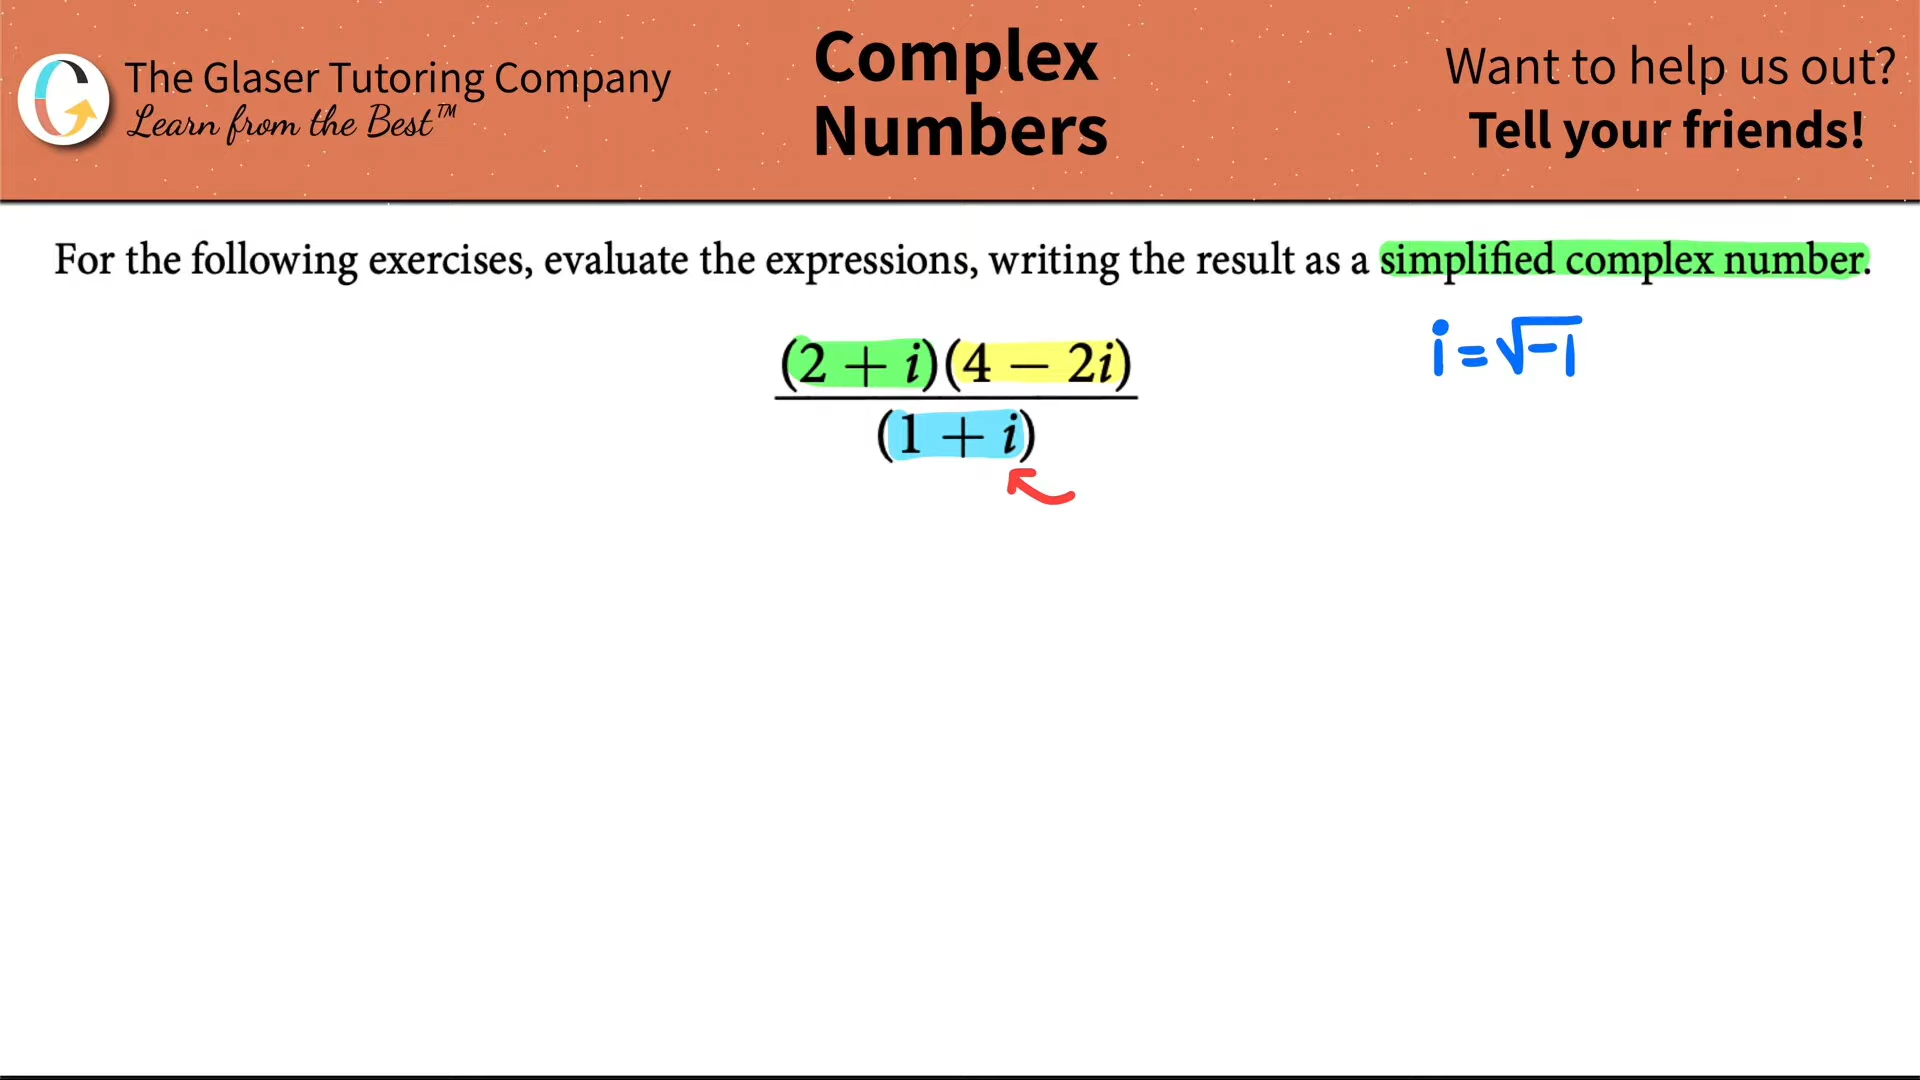 The Glaser Tutoring Company
Learn from the Best™
Complex
Numbers
Want to help us out?
Tell your friends!
For the following exercises, evaluate the expressions, writing the result as a simplified complex number.
(2 + i)(4 − 2i)
(1 + i)
i = √-1